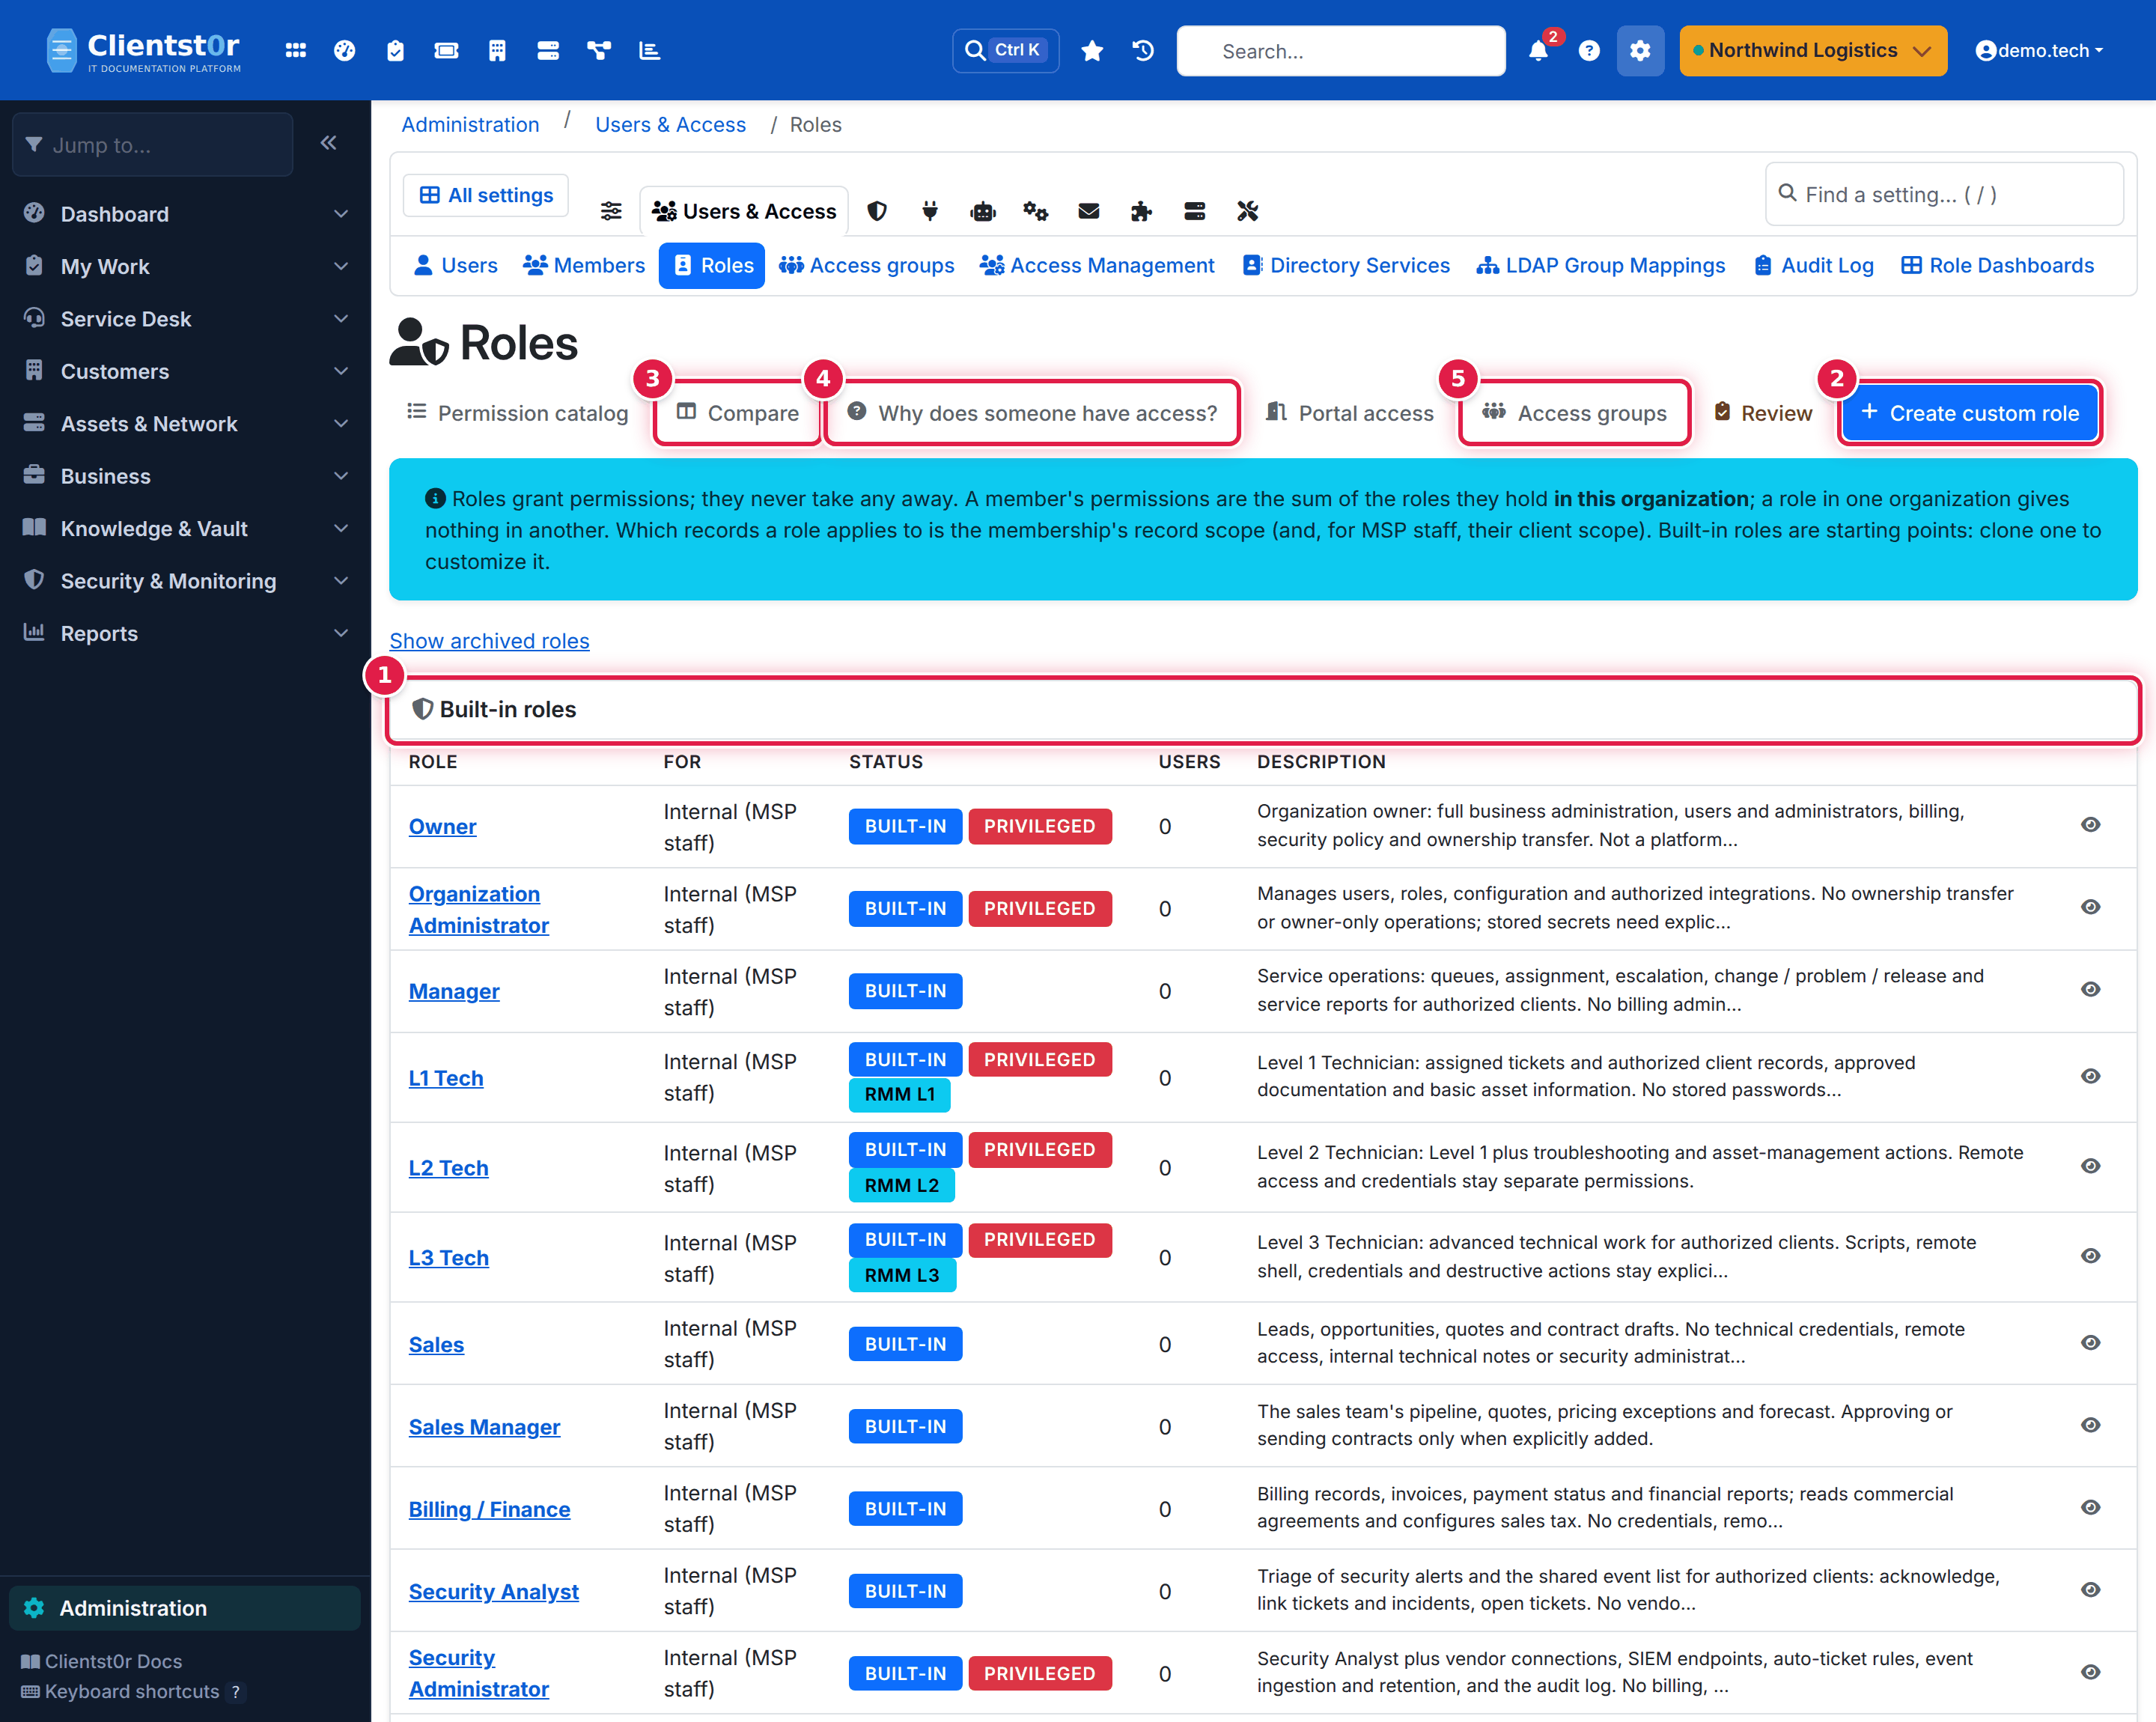 Clientst0r
IT DOCUMENTATION PLATFORM
Ctrl K
Search...
2
?
Northwind Logistics
demo.tech
Jump to...
Dashboard
My Work
Service Desk
Customers
Assets & Network
Business
Knowledge & Vault
Security & Monitoring
Reports
Administration
Clientst0r Docs
Keyboard shortcuts ?
Administration / Users & Access / Roles
All settings
Users & Access
Find a setting... ( / )
Users
Members
Roles
Access groups
Access Management
Directory Services
LDAP Group Mappings
Audit Log
Role Dashboards
Roles
3
4
5
2
Permission catalog
Compare
Why does someone have access?
Portal access
Access groups
Review
+ Create custom role
Roles grant permissions; they never take any away. A member's permissions are the sum of the roles they hold in this organization; a role in one organization gives
nothing in another. Which records a role applies to is the membership's record scope (and, for MSP staff, their client scope). Built-in roles are starting points: clone one to
customize it.
Show archived roles
1
Built-in roles
ROLE FOR STATUS USERS DESCRIPTION
Owner
Internal (MSP
staff)
BUILT-IN PRIVILEGED
0
Organization owner: full business administration, users and administrators, billing,
security policy and ownership transfer. Not a platform...
Organization
Administrator
Internal (MSP
staff)
BUILT-IN PRIVILEGED
0
Manages users, roles, configuration and authorized integrations. No ownership transfer
or owner-only operations; stored secrets need explic...
Manager
Internal (MSP
staff)
BUILT-IN
0
Service operations: queues, assignment, escalation, change / problem / release and
service reports for authorized clients. No billing admin...
L1 Tech
Internal (MSP
staff)
BUILT-IN PRIVILEGED
RMM L1
0
Level 1 Technician: assigned tickets and authorized client records, approved
documentation and basic asset information. No stored passwords...
L2 Tech
Internal (MSP
staff)
BUILT-IN PRIVILEGED
RMM L2
0
Level 2 Technician: Level 1 plus troubleshooting and asset-management actions. Remote
access and credentials stay separate permissions.
L3 Tech
Internal (MSP
staff)
BUILT-IN PRIVILEGED
RMM L3
0
Level 3 Technician: advanced technical work for authorized clients. Scripts, remote
shell, credentials and destructive actions stay explici...
Sales
Internal (MSP
staff)
BUILT-IN
0
Leads, opportunities, quotes and contract drafts. No technical credentials, remote
access, internal technical notes or security administrat...
Sales Manager
Internal (MSP
staff)
BUILT-IN
0
The sales team's pipeline, quotes, pricing exceptions and forecast. Approving or
sending contracts only when explicitly added.
Billing / Finance
Internal (MSP
staff)
BUILT-IN
0
Billing records, invoices, payment status and financial reports; reads commercial
agreements and configures sales tax. No credentials, remo...
Security Analyst
Internal (MSP
staff)
BUILT-IN
0
Triage of security alerts and the shared event list for authorized clients: acknowledge,
link tickets and incidents, open tickets. No vendo...
Security
Administrator
Internal (MSP
staff)
BUILT-IN PRIVILEGED
0
Security Analyst plus vendor connections, SIEM endpoints, auto-ticket rules, event
ingestion and retention, and the audit log. No billing, ...